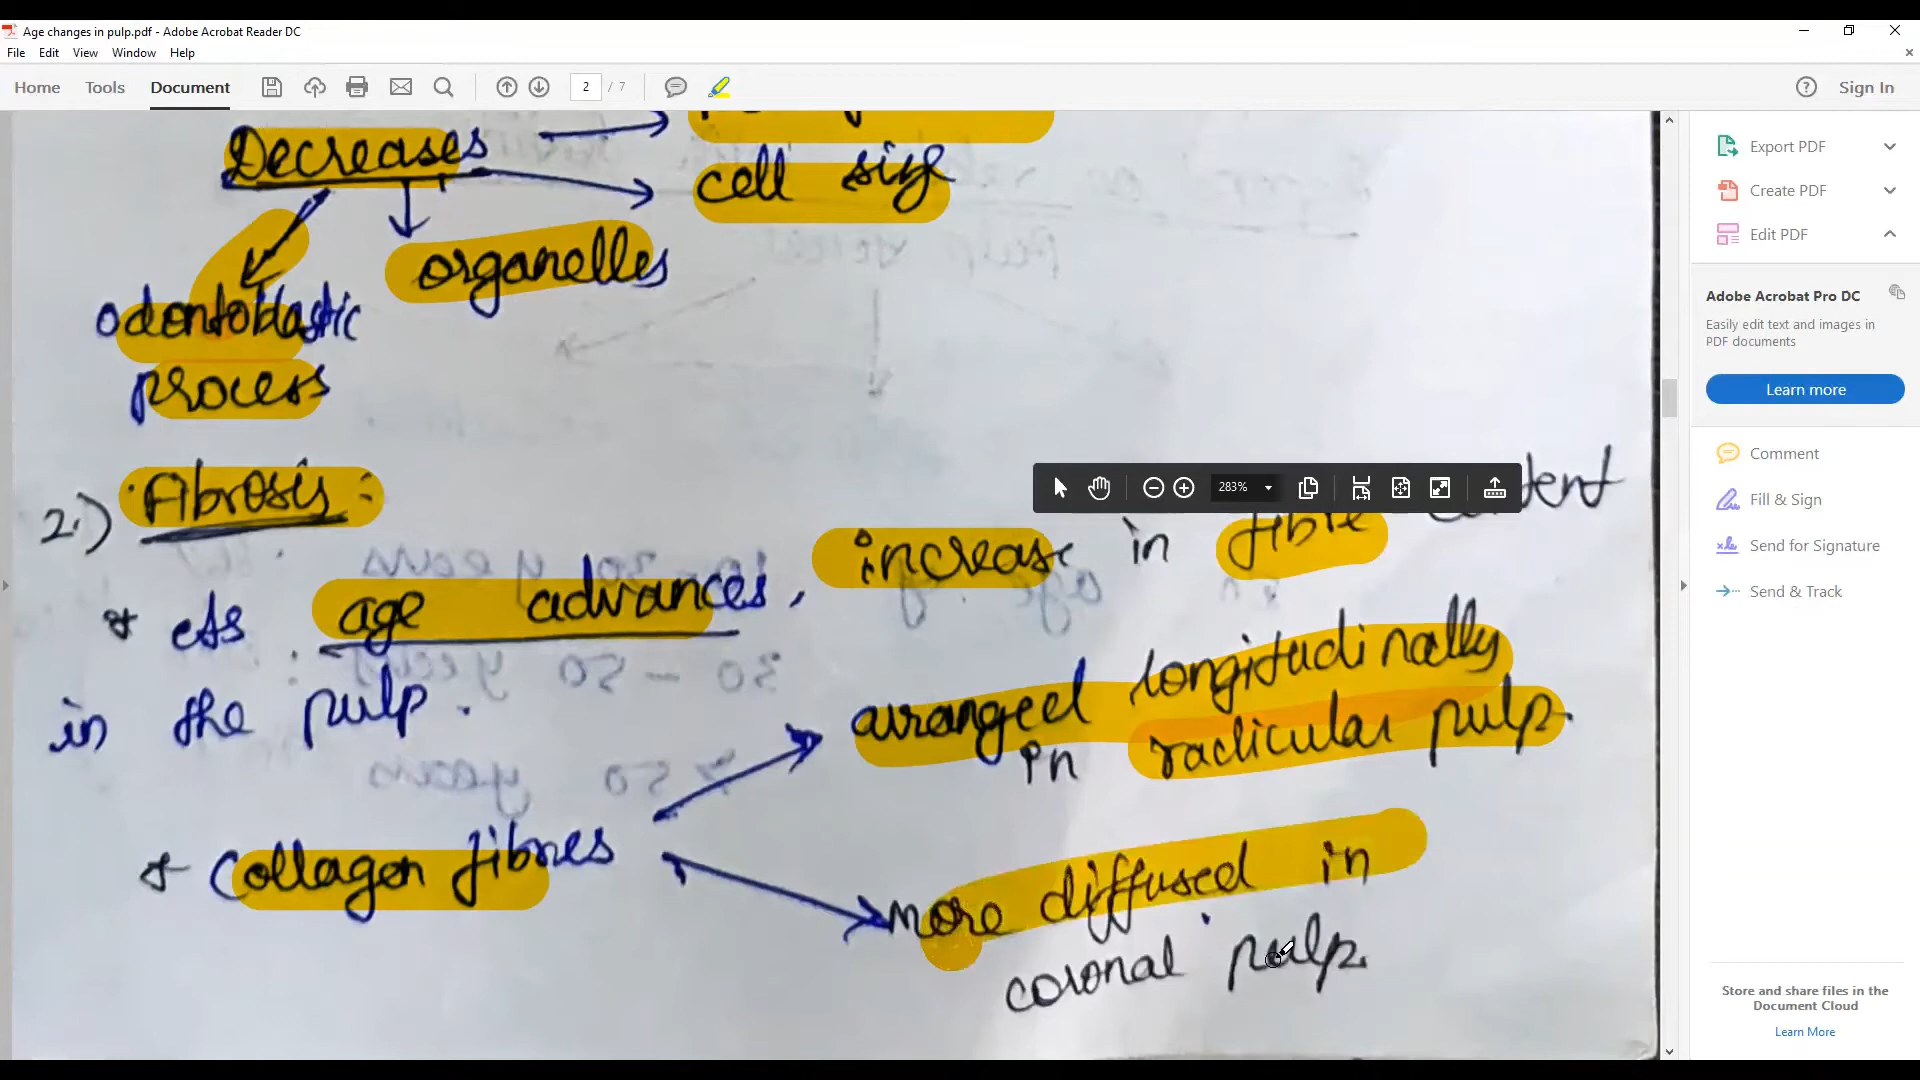 Age changes in pulp.pdf - Adobe Acrobat Reader DC
File Edit View Window Help
Home Tools Document 2 / 7 Sign In
Decreases
cell size
organelles
odontoblastic
process
2.) Fibrosis :
* As age advances, increase in fibre
in the pulp.
arranged longitudinally
in radicular pulp
* Collagen fibres
more diffused in
coronal pulp.
283%
Export PDF
Create PDF
Edit PDF
Adobe Acrobat Pro DC
Easily edit text and images in
PDF documents
Learn more
Comment
Fill & Sign
Send for Signature
Send & Track
Store and share files in the
Document Cloud
Learn More